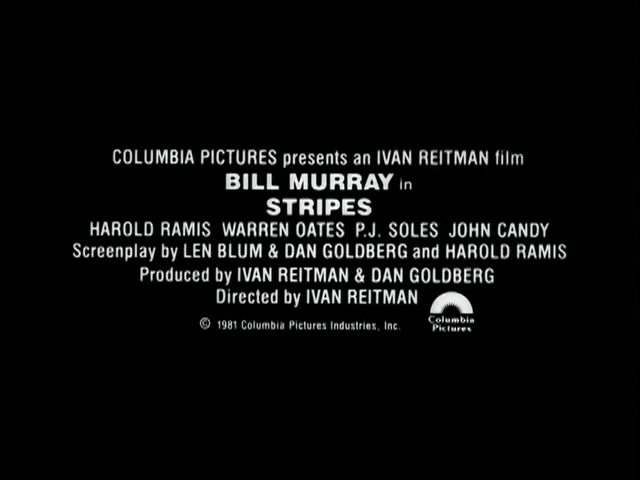 COLUMBIA PICTURES presents an IVAN REITMAN film
BILL MURRAY in
STRIPES
HAROLD RAMIS WARREN OATES P.J. SOLES JOHN CANDY
Screenplay by LEN BLUM & DAN GOLDBERG and HAROLD RAMIS
Produced by IVAN REITMAN & DAN GOLDBERG
Directed by IVAN REITMAN
© 1981 Columbia Pictures Industries, Inc.
Columbia
Pictures